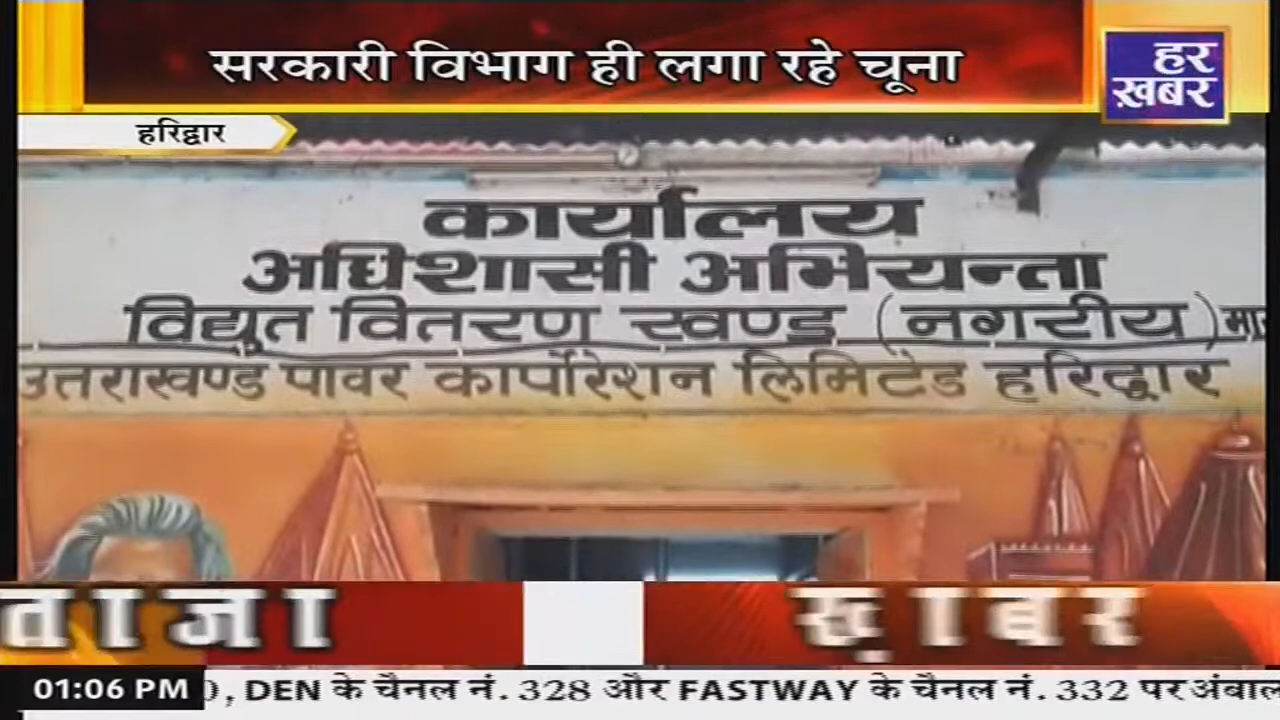 सरकारी विभाग ही लगा रहे चूना
हर
ख़बर
हरिद्वार
कार्यालय
अधिशासी अभियन्ता
विद्युत वितरण खण्ड (नगरीय)
उत्तराखण्ड पावर कार्पोरेशन लिमिटेड हरिद्वार
ताजा ख़बर
01:06 PM , DEN के चैनल नं. 328 और FASTWAY के चैनल नं. 332 पर